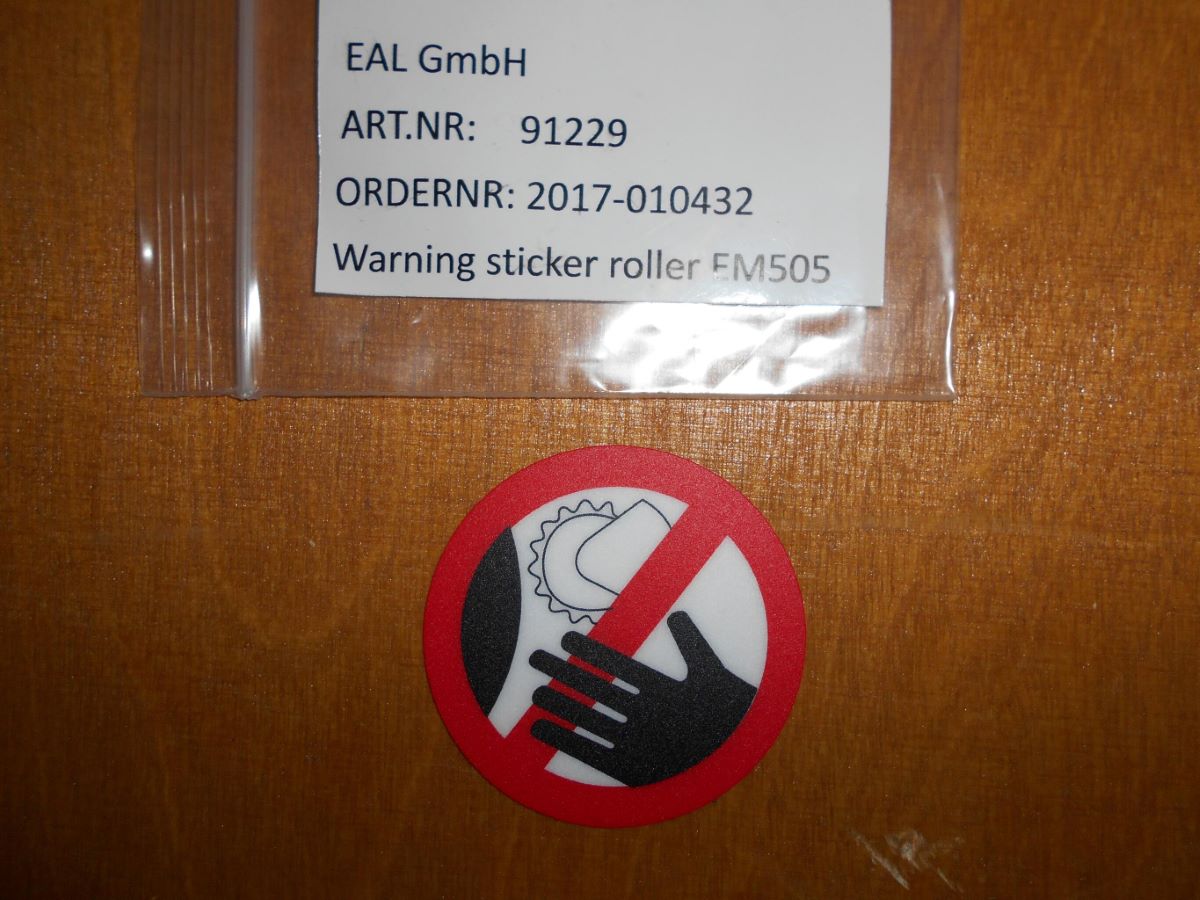 EAL GmbH
ART.NR: 91229
ORDERNR: 2017-010432
Warning sticker roller EM505